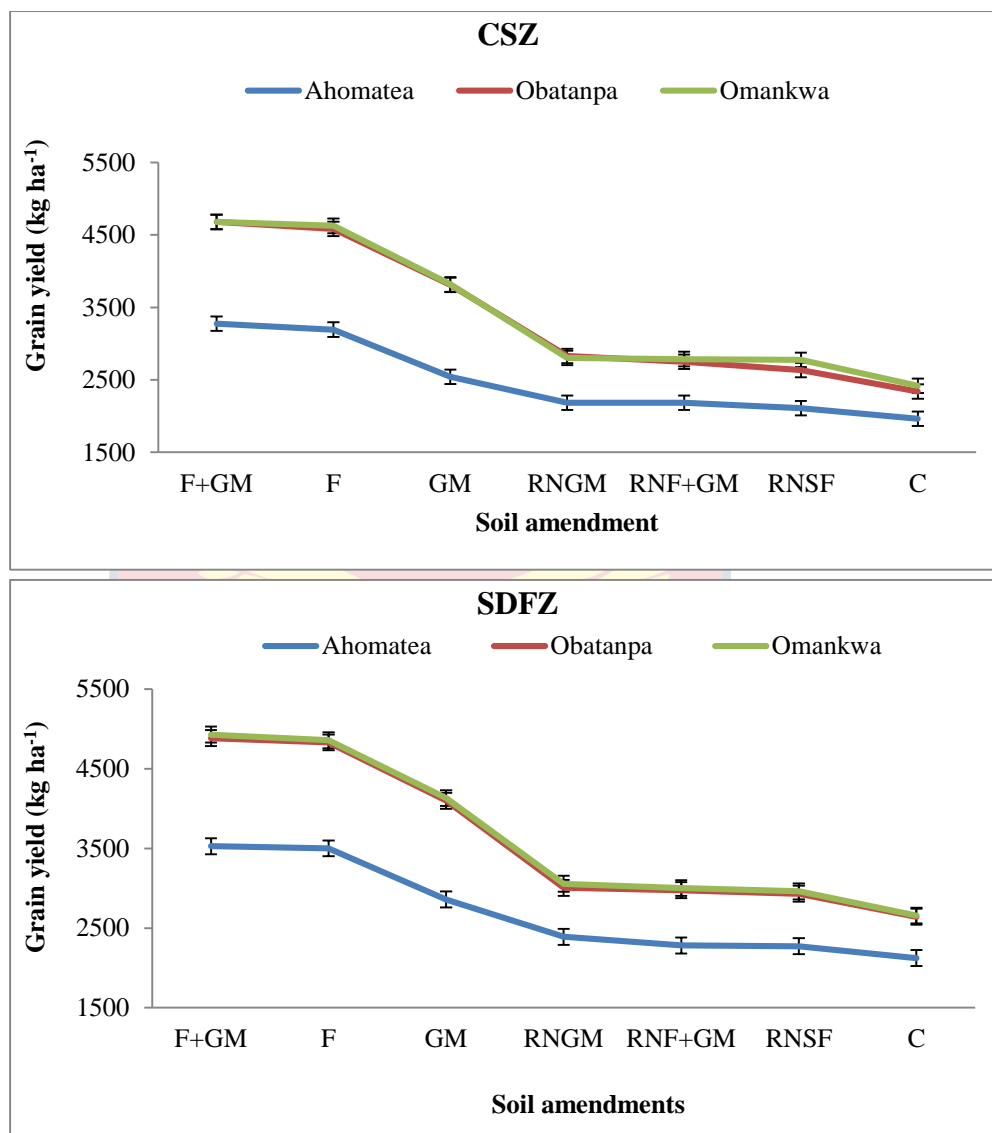 CSZ
Ahomatea Obatanpa Omankwa
5500
4500
3500
2500
1500
Grain yield (kg ha-1)
F+GM F GM RNGM RNF+GM RNSF C
Soil amendment
SDFZ
Ahomatea Obatanpa Omankwa
5500
4500
3500
2500
1500
Grain yield (kg ha-1)
F+GM F GM RNGM RNF+GM RNSF C
Soil amendments